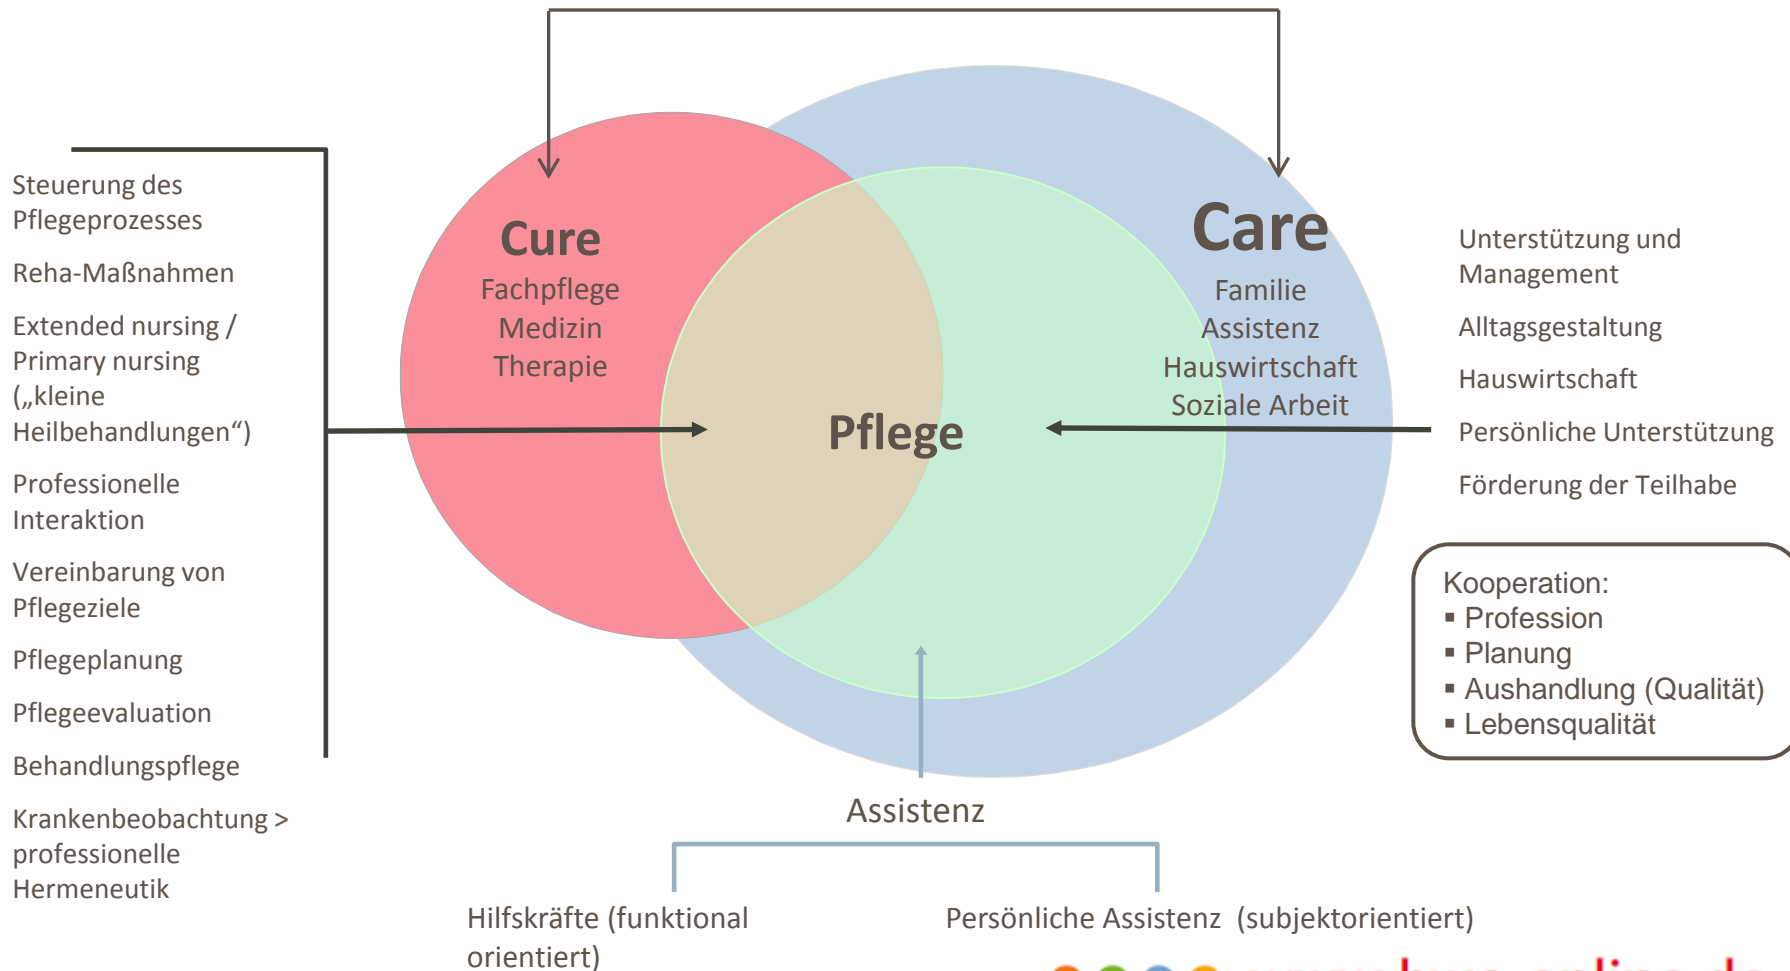 Steuerung des
Pflegeprozesses
Reha-Maßnahmen
Extended nursing /
Primary nursing
(„kleine
Heilbehandlungen“)
Professionelle
Interaktion
Vereinbarung von
Pflegeziele
Pflegeplanung
Pflegeevaluation
Behandlungspflege
Krankenbeobachtung >
professionelle
Hermeneutik
Cure
Fachpflege
Medizin
Therapie
Pflege
Care
Familie
Assistenz
Hauswirtschaft
Soziale Arbeit
Unterstützung und
Management
Alltagsgestaltung
Hauswirtschaft
Persönliche Unterstützung
Förderung der Teilhabe
Kooperation:
▪ Profession
▪ Planung
▪ Aushandlung (Qualität)
▪ Lebensqualität
Assistenz
Hilfskräfte (funktional
orientiert)
Persönliche Assistenz (subjektorientiert)